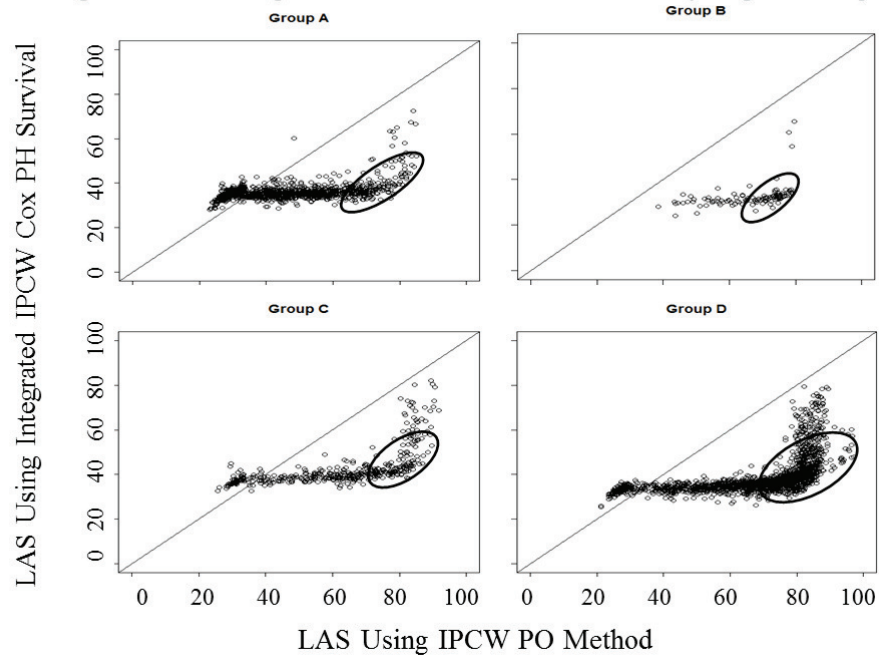 Group A
Group B
LAS Using Integrated IPCW Cox PH Survival
100
80
60
40
20
0
Group C
Group D
100
80
60
40
20
0
0 20 40 60 80 100
0 20 40 60 80 100
LAS Using IPCW PO Method